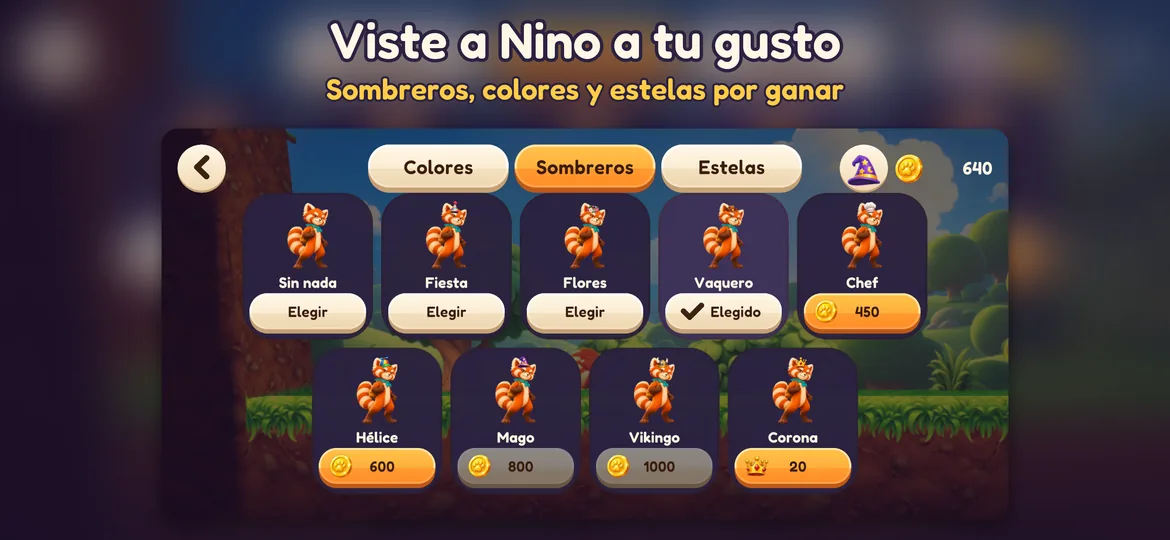 Viste a Nino a tu gusto
Sombreros, colores y estelas por ganar
Colores
Sombreros
Estelas
640
Sin nada
Fiesta
Flores
Vaquero
Chef
Elegir
Elegir
Elegir
Elegido
450
Hélice
Mago
Vikingo
Corona
600
800
1000
20